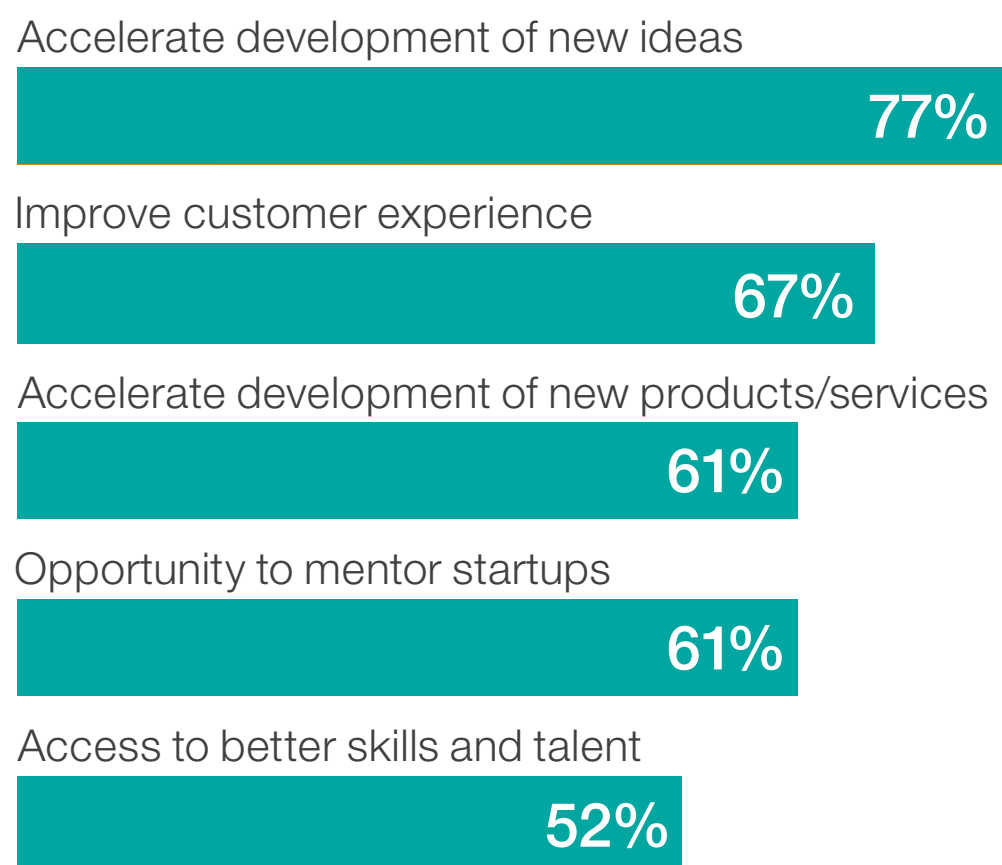 Accelerate development of new ideas
77%
Improve customer experience
67%
Accelerate development of new products/services
61%
Opportunity to mentor startups
61%
Access to better skills and talent
52%